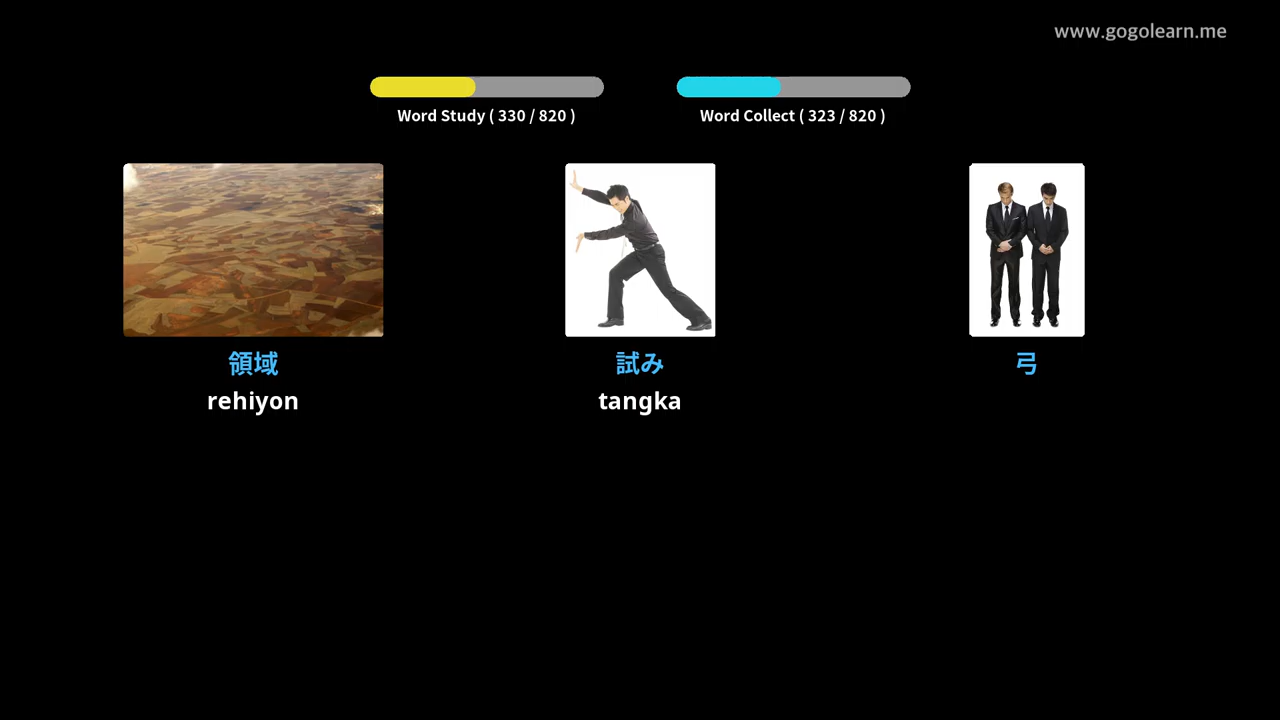 www.gogolearn.me
Word Study ( 330 / 820 )
Word Collect ( 323 / 820 )
領域
試み
弓
rehiyon
tangka